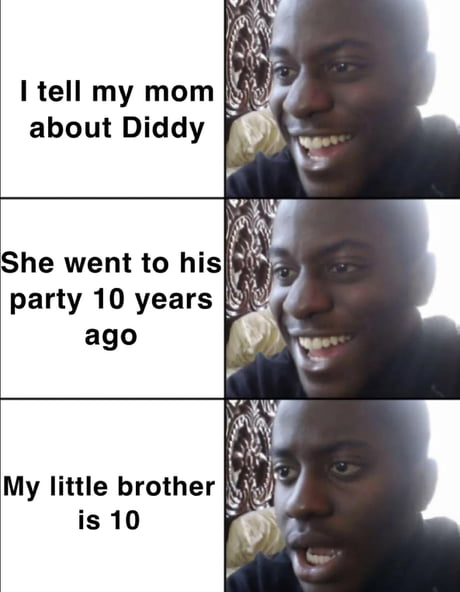 I tell my mom
about Diddy
She went to his
party 10 years
ago
My little brother
is 10